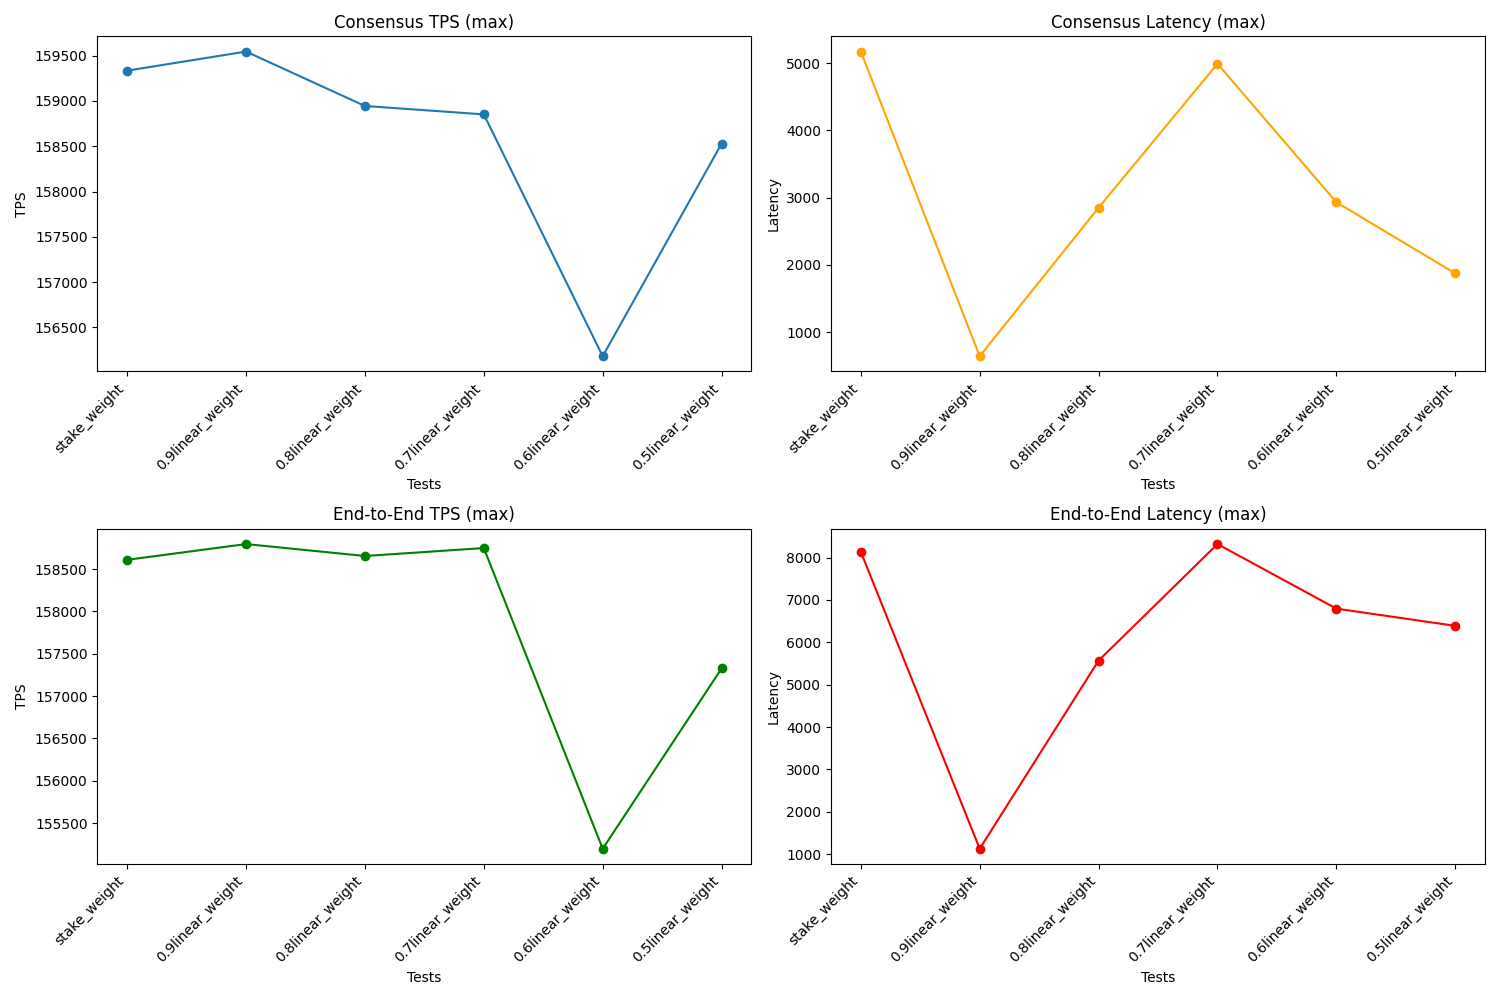 Consensus TPS (max)
TPS
159500
159000
158500
158000
157500
157000
156500
stake_weight
0.9linear_weight
0.8linear_weight
0.7linear_weight
0.6linear_weight
0.5linear_weight
Tests
Consensus Latency (max)
Latency
5000
4000
3000
2000
1000
stake_weight
0.9linear_weight
0.8linear_weight
0.7linear_weight
0.6linear_weight
0.5linear_weight
Tests
End-to-End TPS (max)
TPS
158500
158000
157500
157000
156500
156000
155500
stake_weight
0.9linear_weight
0.8linear_weight
0.7linear_weight
0.6linear_weight
0.5linear_weight
Tests
End-to-End Latency (max)
Latency
8000
7000
6000
5000
4000
3000
2000
1000
stake_weight
0.9linear_weight
0.8linear_weight
0.7linear_weight
0.6linear_weight
0.5linear_weight
Tests